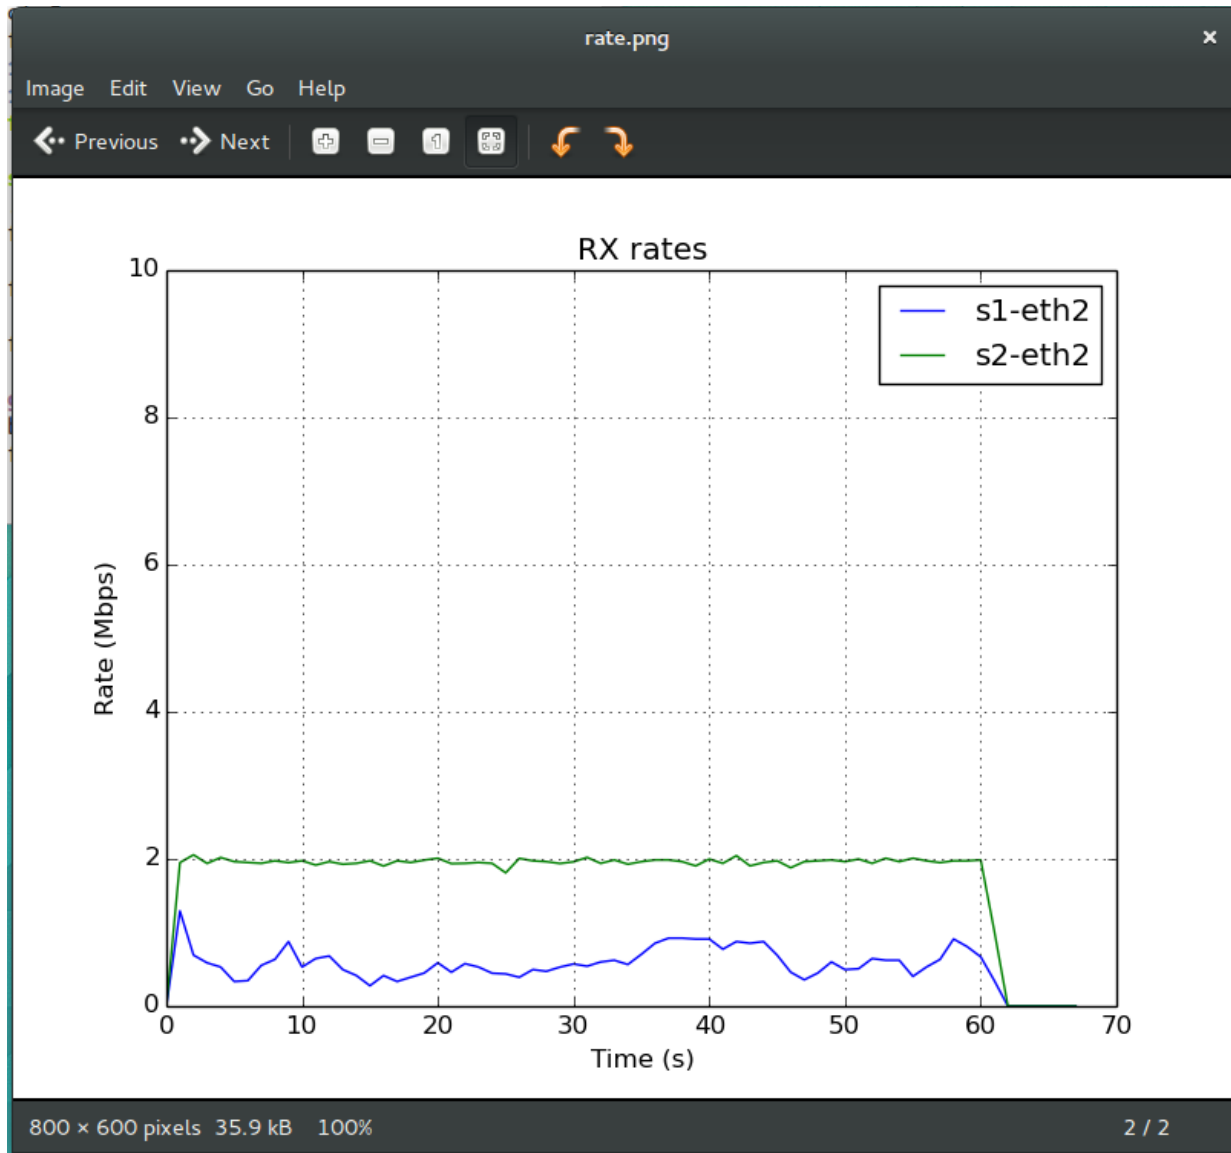 rate.png ×
Image Edit View Go Help
Previous Next
RX rates
s1-eth2
s2-eth2
10
8
6
4
2
0
Rate (Mbps)
0 10 20 30 40 50 60 70
Time (s)
800 × 600 pixels 35.9 kB 100% 2 / 2